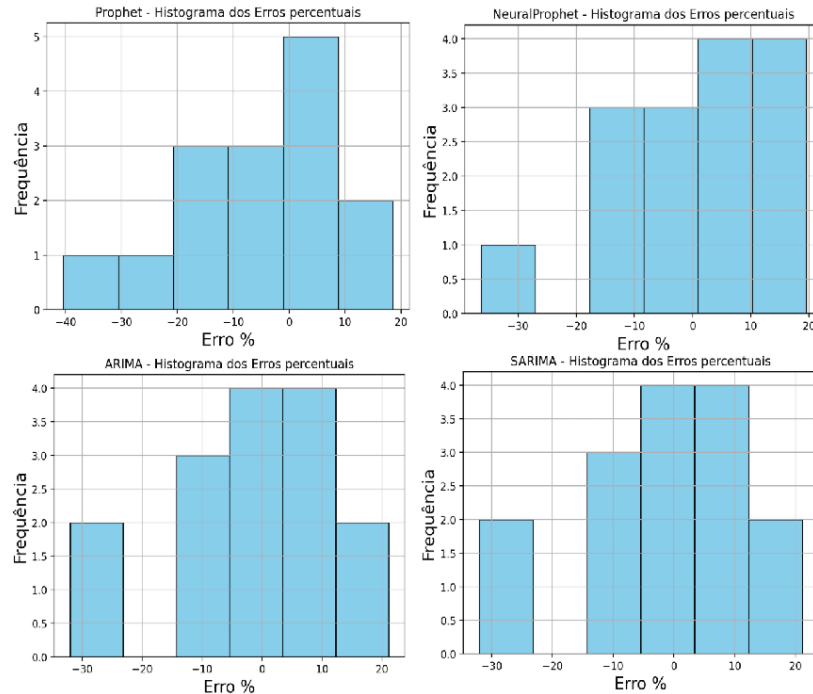 Prophet - Histograma dos Erros percentuais
5
4
3
2
1
0
Frequência
−40 −30 −20 −10 0 10 20
Erro %
NeuralProphet - Histograma dos Erros percentuais
4.0
3.5
3.0
2.5
2.0
1.5
1.0
0.5
0.0
Frequência
−30 −20 −10 0 10 20
Erro %
ARIMA - Histograma dos Erros percentuais
4.0
3.5
3.0
2.5
2.0
1.5
1.0
0.5
0.0
Frequência
−30 −20 −10 0 10 20
Erro %
SARIMA - Histograma dos Erros percentuais
4.0
3.5
3.0
2.5
2.0
1.5
1.0
0.5
0.0
Frequência
−30 −20 −10 0 10 20
Erro %